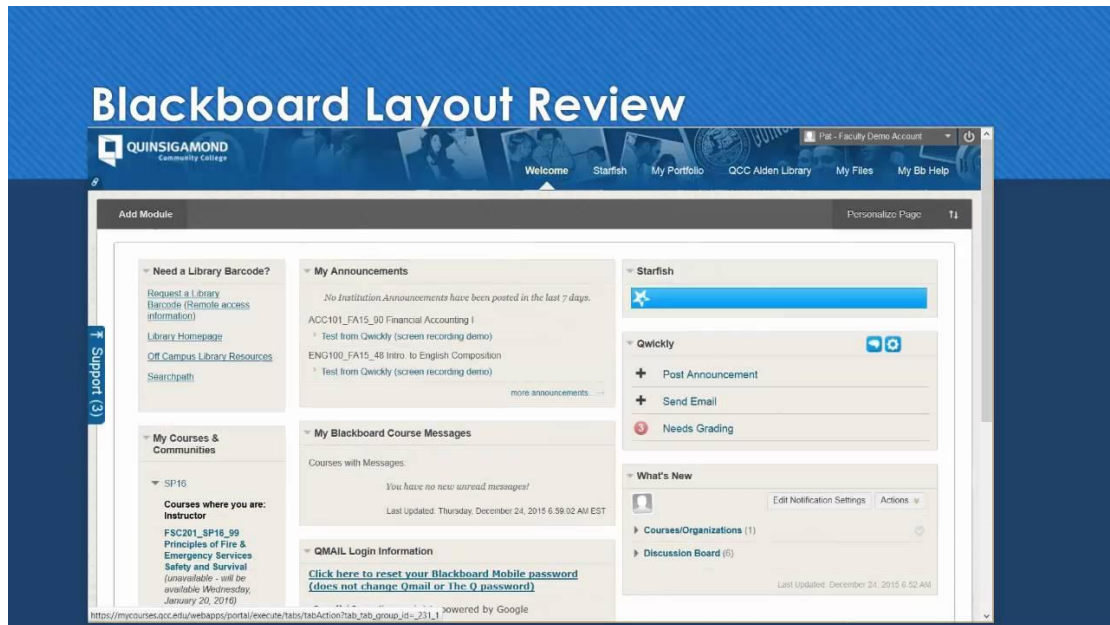 Blackboard Layout Review
QUINSIGAMOND
Community College
Pat - Faculty Demo Account
Welcome Starfish My Portfolio QCC Alden Library My Files My Bb Help
Add Module
Personalize Page
Support (3)
Need a Library Barcode?
Request a Library
Barcode (Remote access
information)
Library Homepage
Off Campus Library Resources
Searchpath
My Courses &
Communities
SP16
Courses where you are:
Instructor
FSC201_SP16_99
Principles of Fire &
Emergency Services
Safety and Survival
(unavailable - will be
available Wednesday,
January 20, 2016)
My Announcements
No Institution Announcements have been posted in the last 7 days.
ACC101_FA15_90 Financial Accounting I
Test from Qwickly (screen recording demo)
ENG100_FA15_48 Intro. to English Composition
Test from Qwickly (screen recording demo)
more announcements...
My Blackboard Course Messages
Courses with Messages:
You have no new unread messages!
Last Updated: Thursday, December 24, 2015 6:59:02 AM EST
QMAIL Login Information
Click here to reset your Blackboard Mobile password
(does not change Qmail or The Q password)
powered by Google
Starfish
Qwickly
Post Announcement
Send Email
3 Needs Grading
What's New
Edit Notification Settings Actions
Courses/Organizations (1)
Discussion Board (6)
Last Updated: December 24, 2015 6:52 AM
https://mycourses.qcc.edu/webapps/portal/execute/tabs/tabAction?tab_tab_group_id=_231_1